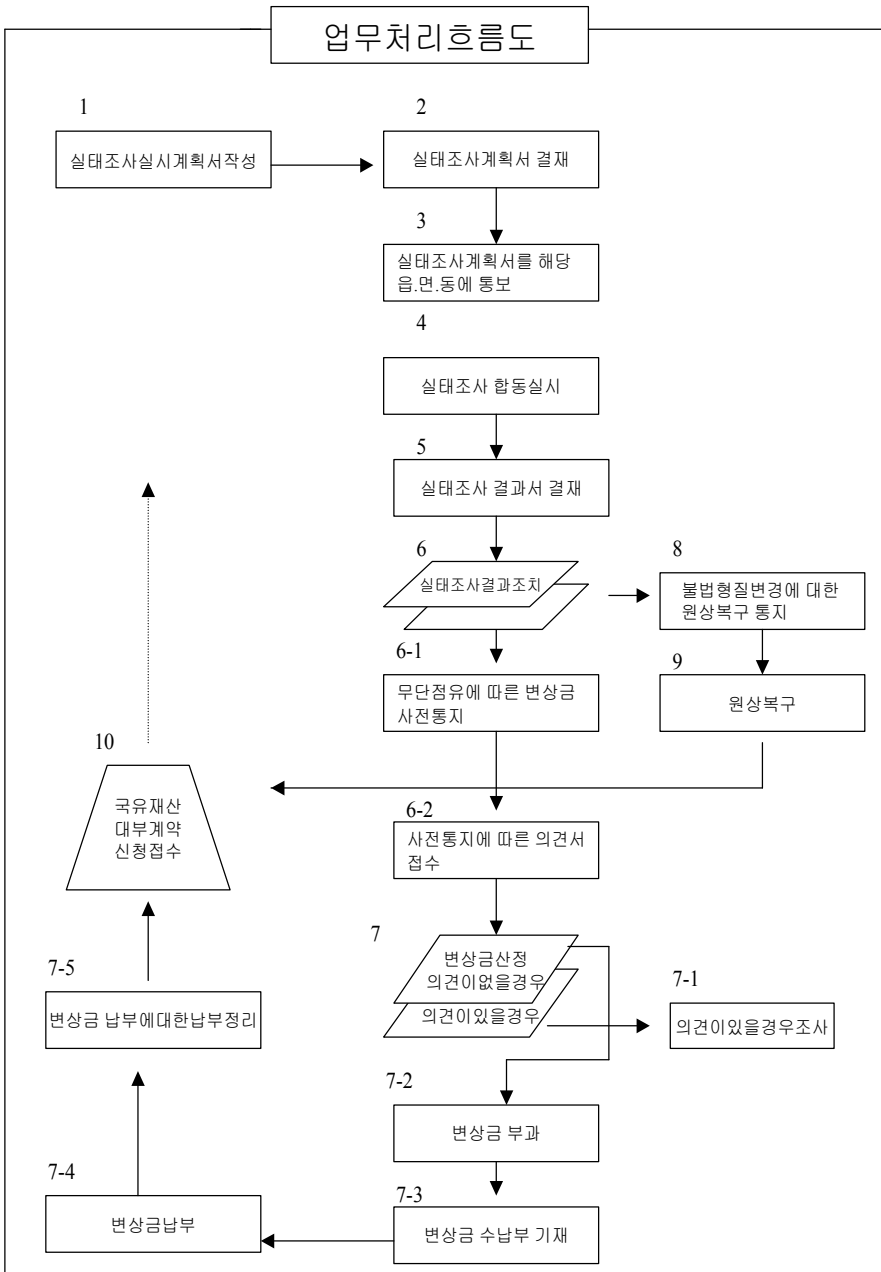 업무처리흐름도
1
실태조사실시계획서작성
2
실태조사계획서 결재
3
실태조사계획서를 해당
읍.면.동에 통보
4
실태조사 합동실시
5
실태조사 결과서 결재
6
실태조사결과조치
8
불법형질변경에 대한
원상복구 통지
6-1
무단점유에 따른 변상금
사전통지
9
원상복구
10
국유재산
대부계약
신청접수
6-2
사전통지에 따른 의견서
접수
7
변상금산정
의견이없을경우
의견이있을경우
7-1
의견이있을경우조사
7-5
변상금 납부에대한납부정리
7-2
변상금 부과
7-4
변상금납부
7-3
변상금 수납부 기재